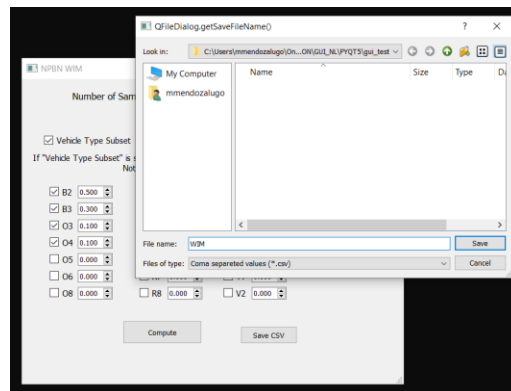 QFileDialog.getSaveFileName()
Look in:
C:\Users\mmendozalugo\On...ON\GUI_NL\PYQT5\gui_test
My Computer
mmendozalugo
Name
Size
Type
File name:
WIM
Save
Files of type:
Coma separeted values (*.csv)
Cancel
NPBN WIM
Number of Sam
Vehicle Type Subset
If "Vehicle Type Subset" is s
Not
B2 0.500
B3 0.300
O3 0.100
O4 0.100
O5 0.000
O6 0.000
O8 0.000
R8 0.000
V2 0.000
Compute
Save CSV